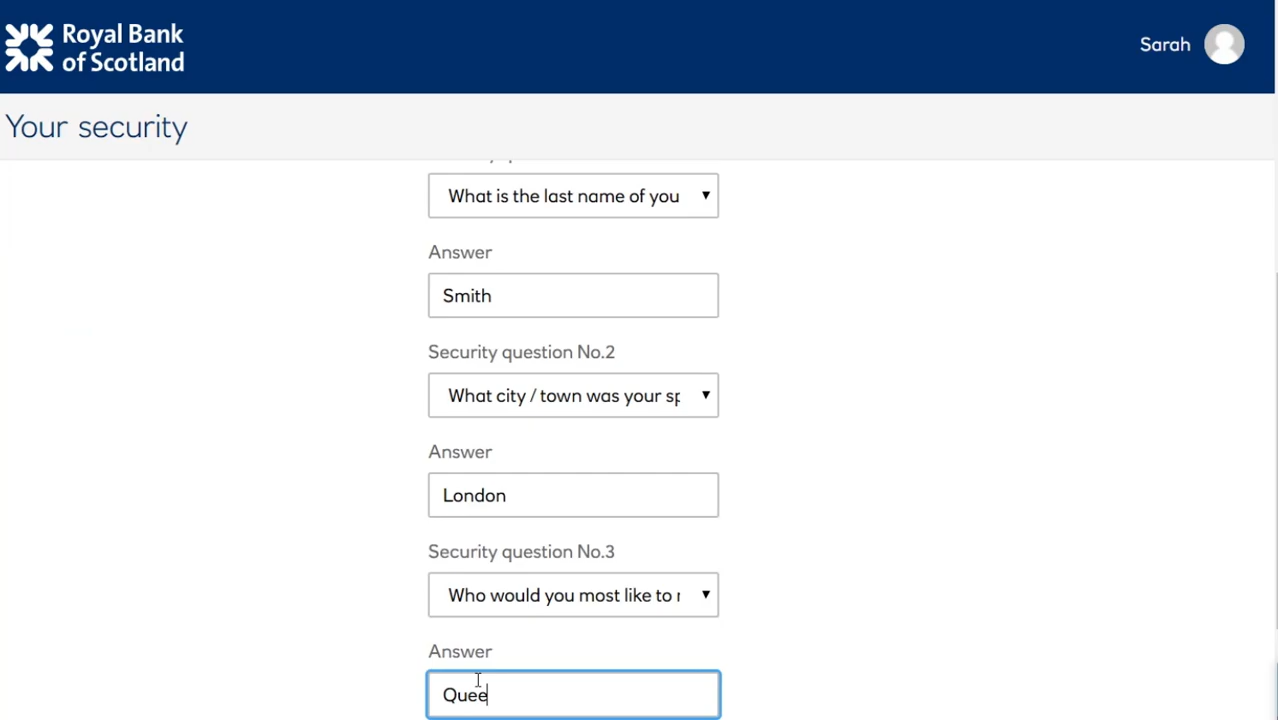 Royal Bank
of Scotland
Sarah
Your security
What is the last name of you
Answer
Smith
Security question No.2
What city / town was your sp
Answer
London
Security question No.3
Who would you most like to
Answer
Quee